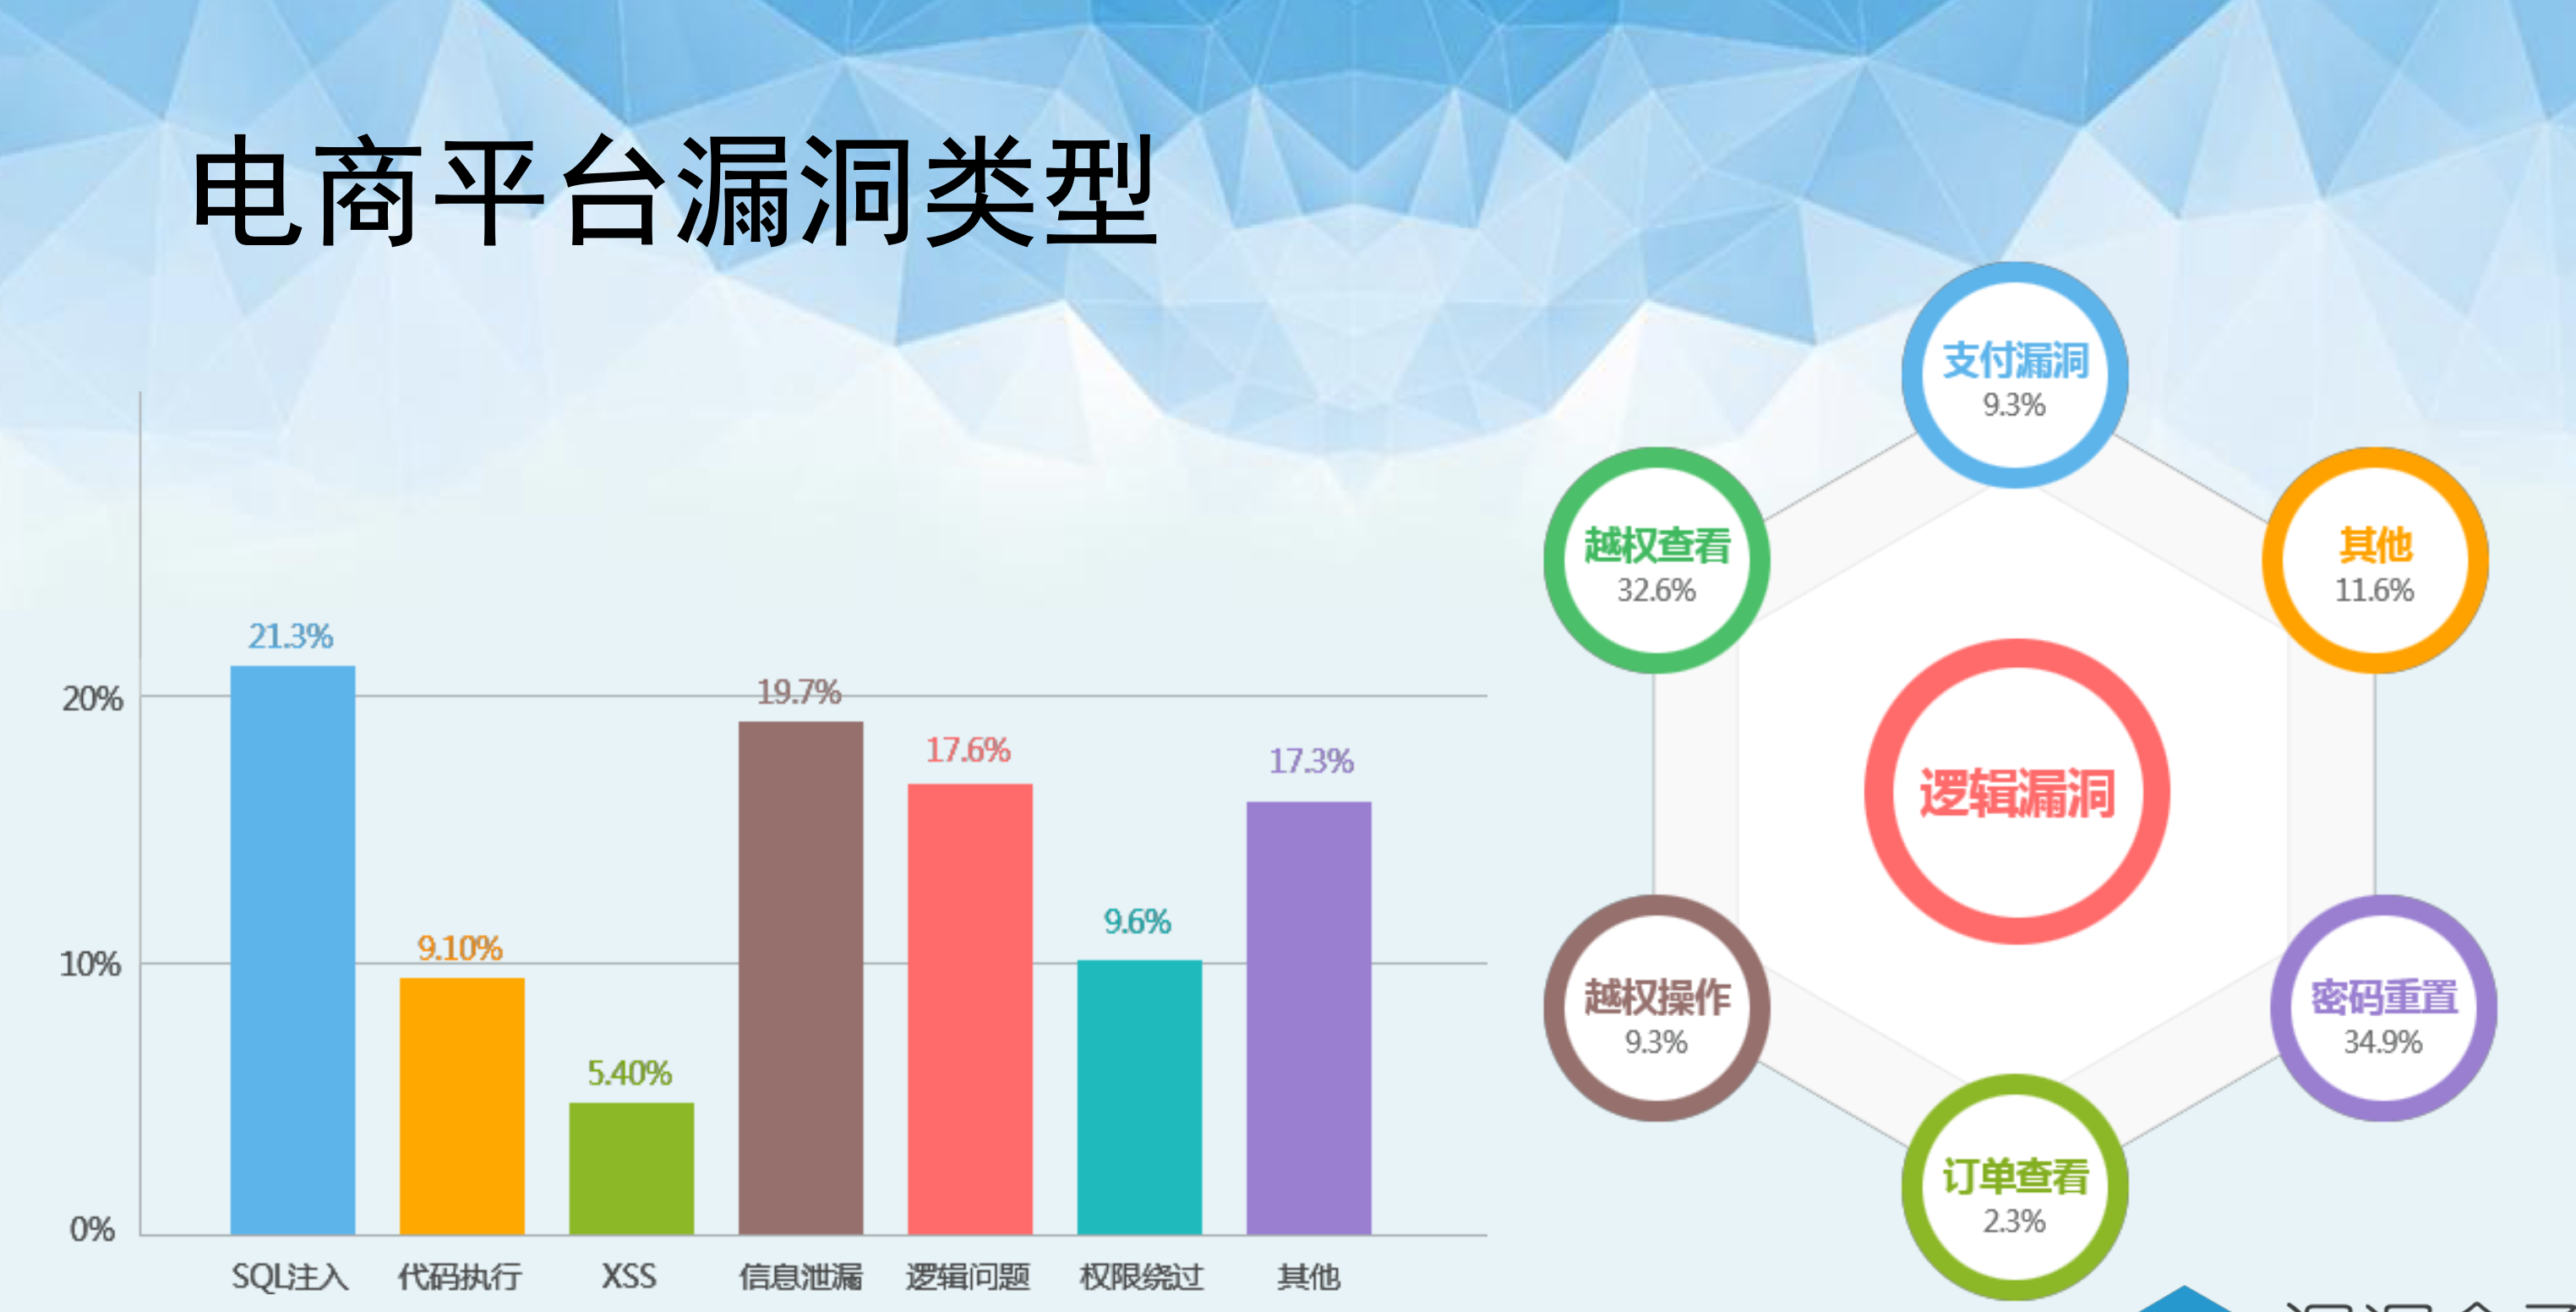 电商平台漏洞类型
21.3%
9.10%
5.40%
19.7%
17.6%
9.6%
17.3%
20%
10%
0%
SQL注入
代码执行
XSS
信息泄漏
逻辑问题
权限绕过
其他
支付漏洞
9.3%
越权查看
32.6%
其他
11.6%
逻辑漏洞
越权操作
9.3%
密码重置
34.9%
订单查看
2.3%